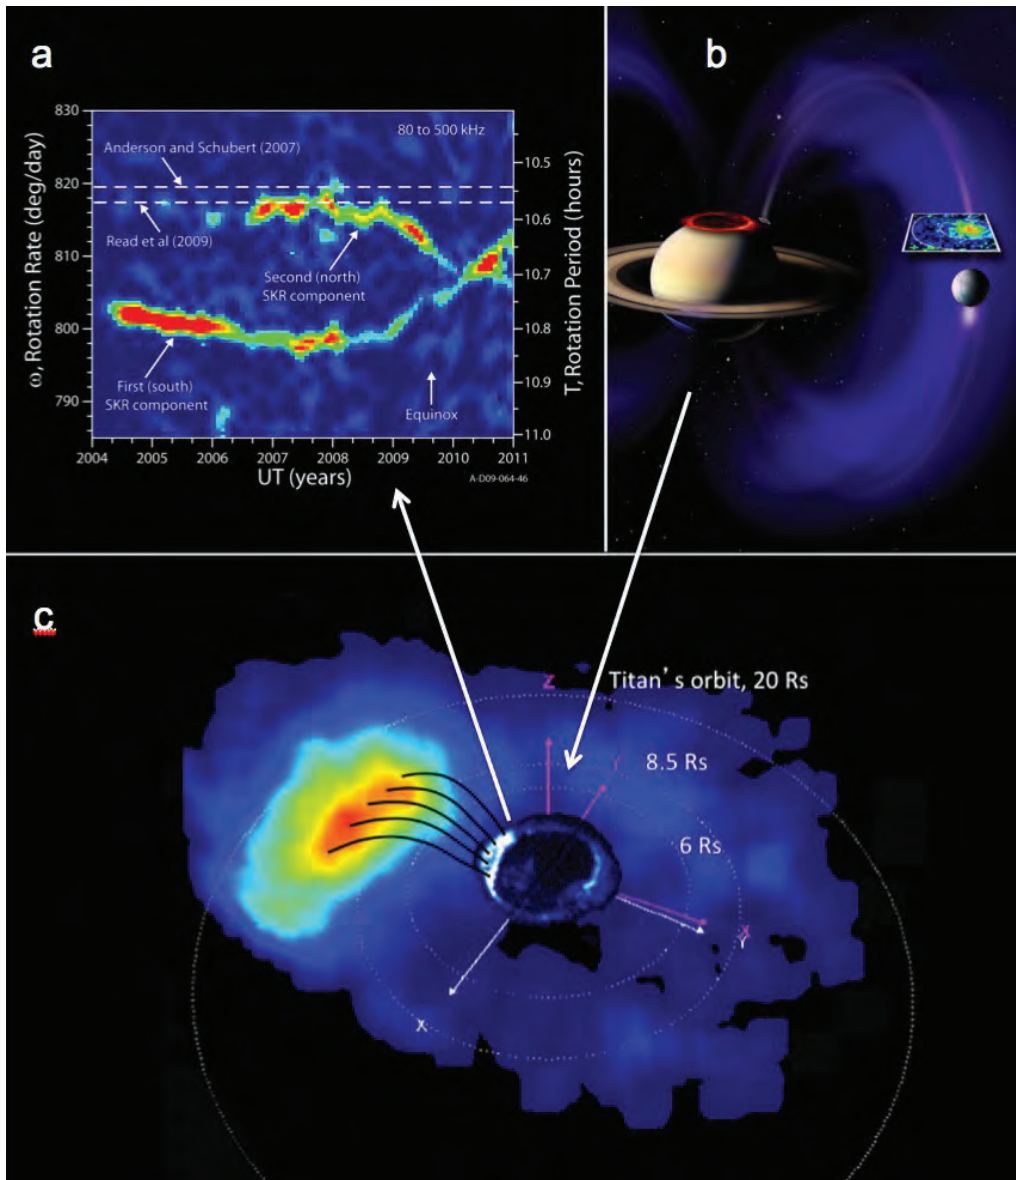 a
830
820
810
800
790
ω, Rotation Rate (deg/day)
80 to 500 kHz
Anderson and Schubert (2007)
Read et al (2009)
Second (north)
SKR component
First (south)
SKR component
Equinox
10.5
10.6
10.7
10.8
10.9
11.0
T, Rotation Period (hours)
2004 2005 2006 2007 2008 2009 2010 2011
UT (years)
A-D09-064-46
b
c
Titan's orbit, 20 Rs
Z
8.5 Rs
6 Rs
X
Y
X